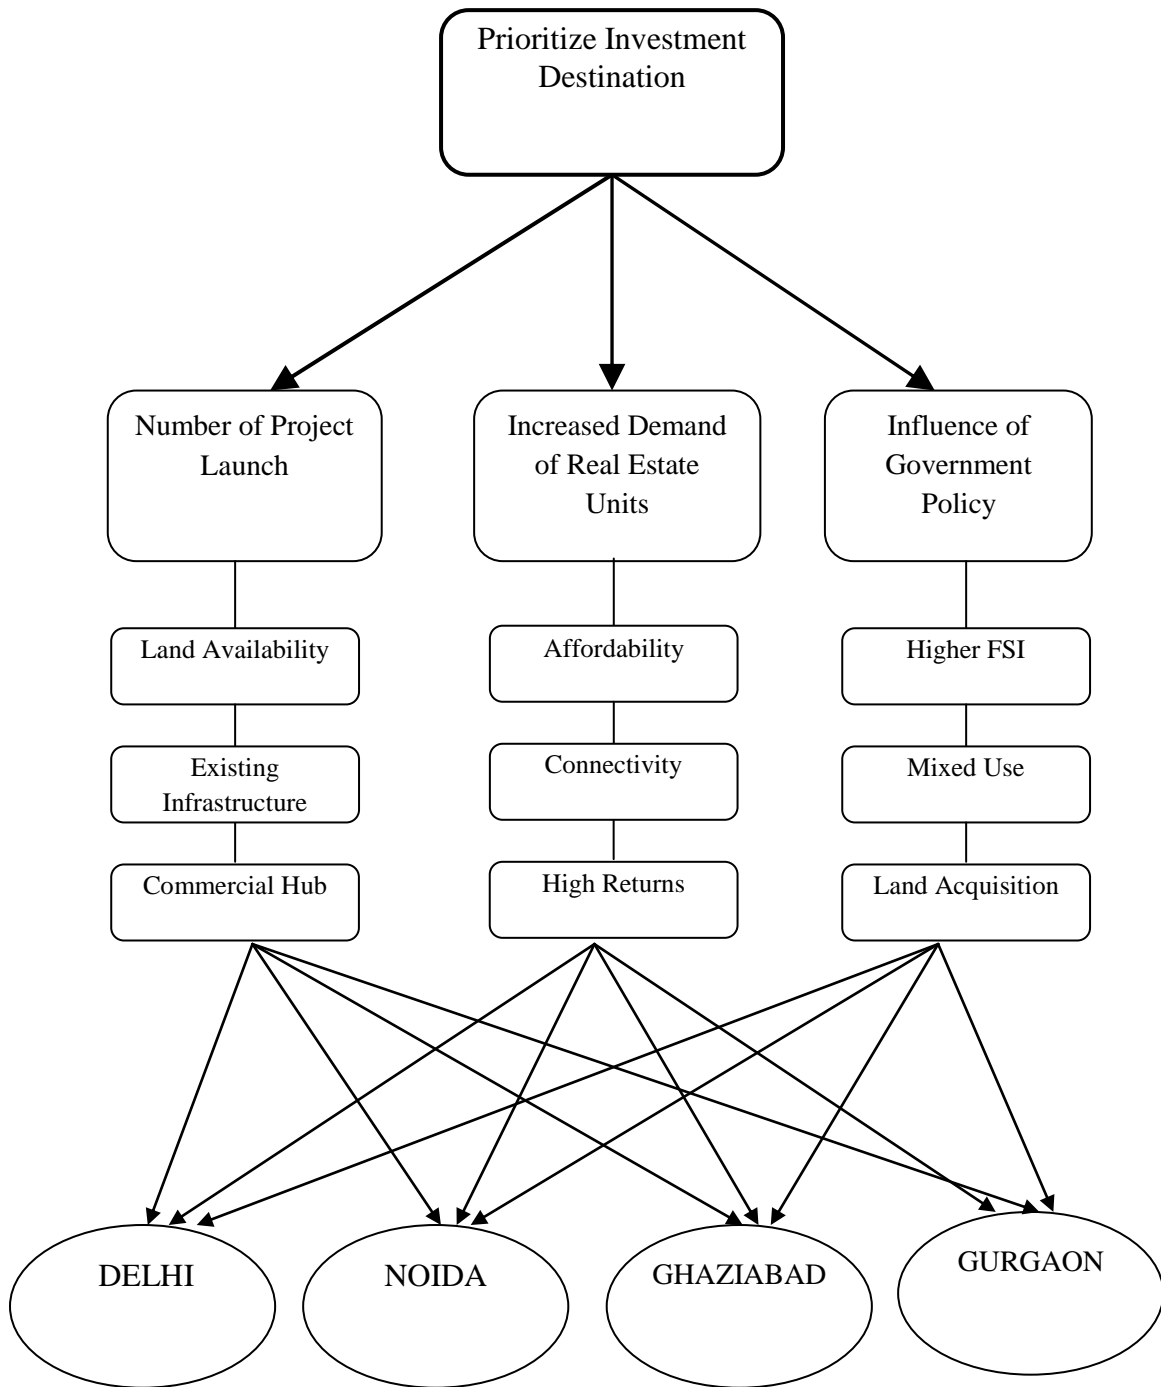 Prioritize Investment
Destination
Number of Project
Launch
Increased Demand
of Real Estate
Units
Influence of
Government
Policy
Land Availability
Affordability
Higher FSI
Existing
Infrastructure
Connectivity
Mixed Use
Commercial Hub
High Returns
Land Acquisition
DELHI
NOIDA
GHAZIABAD
GURGAON